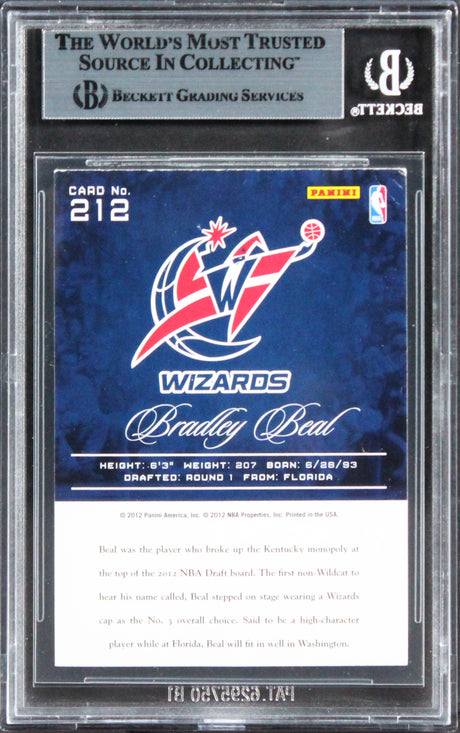 THE WORLD'S MOST TRUSTED
SOURCE IN COLLECTING™
B BECKETT GRADING SERVICES
B
BECKETT®
CARD No.
212
PANINI
NBA
W
WIZARDS
Bradley Beal
HEIGHT: 6'3" WEIGHT: 207 BORN: 6/28/93
DRAFTED: ROUND 1 FROM: FLORIDA
© 2012 Panini America, Inc. © 2012 NBA Properties, Inc. Printed in the USA.
Beal was the player who broke up the Kentucky monopoly at
the top of the 2012 NBA Draft board. The first non-Wildcat to
hear his name called, Beal stepped on stage wearing a Wizards
cap as the No. 3 overall choice. Said to be a high-character
player while at Florida, Beal will fit in well in Washington.
PAT. 6295750 B1